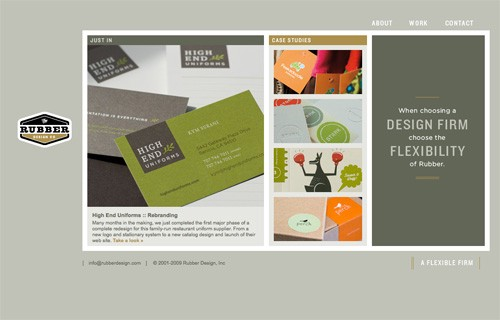 ABOUT WORK CONTACT
JUST IN
CASE STUDIES
HIGH END
UNIFORMS
HIGH
END
UNIFORMS
KYM
RUBBER
DESIGN CO
When choosing a
DESIGN FIRM
choose the
FLEXIBILITY
of Rubber.
High End Uniforms :: Rebranding
Many months in the making, we just completed the first major phase of a
complete redesign for this family-run restaurant uniform supplier. From a
new logo and stationery system to a new catalog design and launch of their
web site. Take a look »
| info@rubberdesign.com | © 2001-2009 Rubber Design, Inc
A FLEXIBLE FIRM